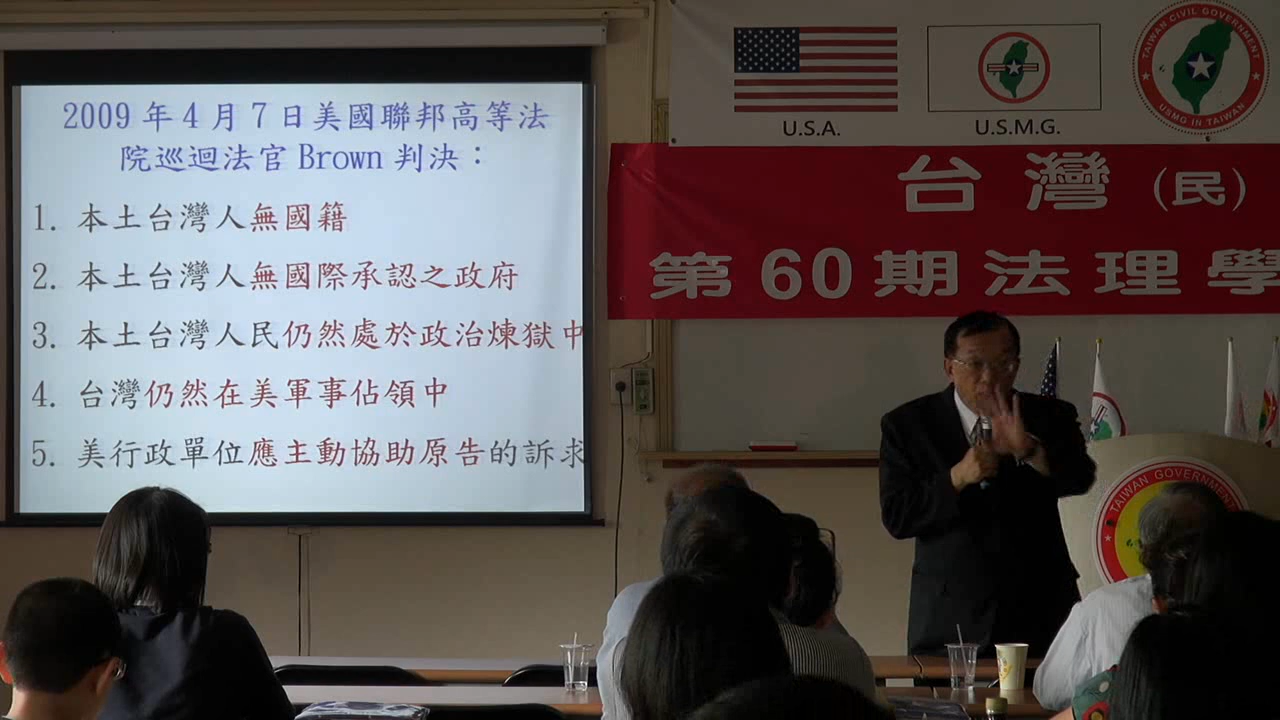 2009 年 4 月 7 日美國聯邦高等法
院巡迴法官 Brown 判決：
1. 本土台灣人無國籍
2. 本土台灣人無國際承認之政府
3. 本土台灣人民仍然處於政治煉獄中
4. 台灣仍然在美軍事佔領中
5. 美行政單位應主動協助原告的訴求
U.S.A.
U.S.M.G.
TAIWAN CIVIL GOVERNMENT
USMG IN TAIWAN
台灣(民)
第60期法理學
TAIWAN GOVERNMENT